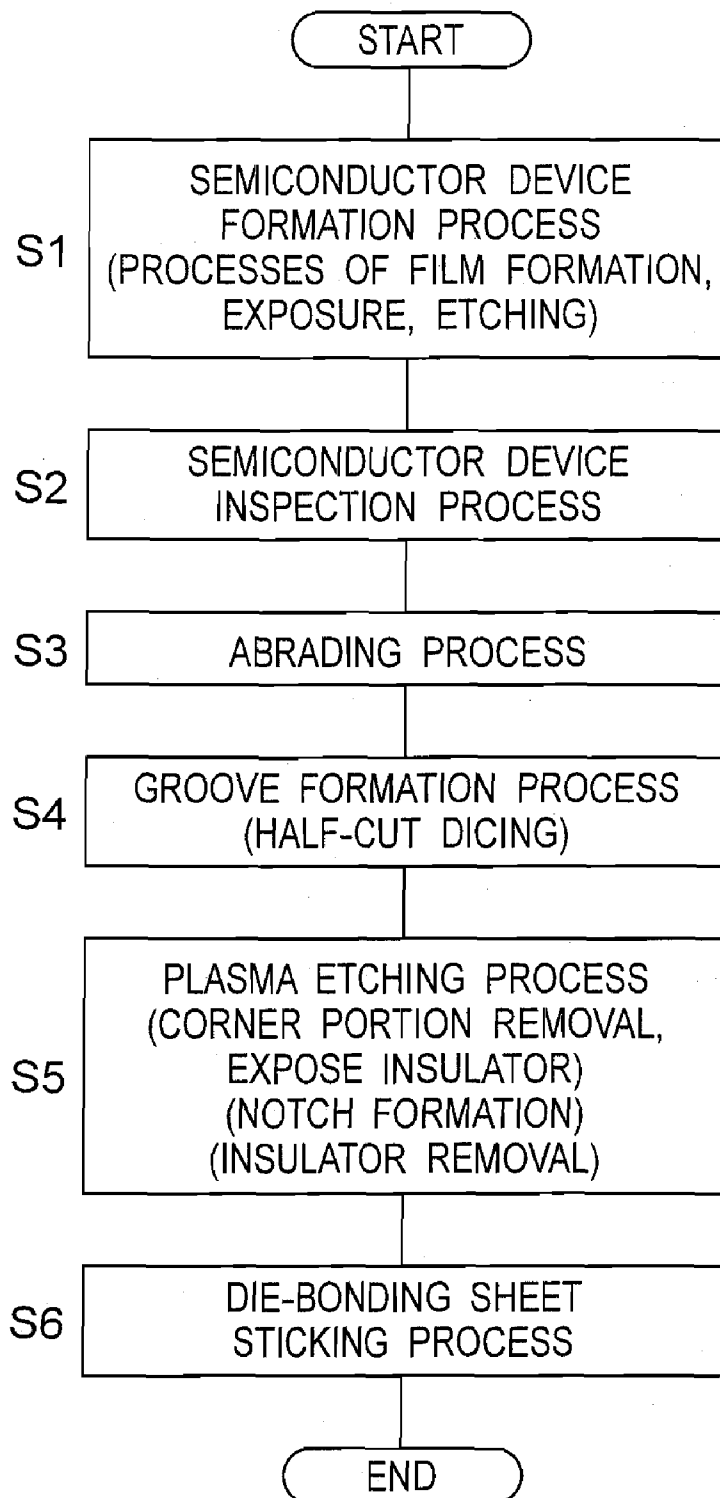 START
S1
SEMICONDUCTOR DEVICE
FORMATION PROCESS
(PROCESSES OF FILM FORMATION,
EXPOSURE, ETCHING)
S2
SEMICONDUCTOR DEVICE
INSPECTION PROCESS
S3
ABRADING PROCESS
S4
GROOVE FORMATION PROCESS
(HALF-CUT DICING)
S5
PLASMA ETCHING PROCESS
(CORNER PORTION REMOVAL,
EXPOSE INSULATOR)
(NOTCH FORMATION)
(INSULATOR REMOVAL)
S6
DIE-BONDING SHEET
STICKING PROCESS
END